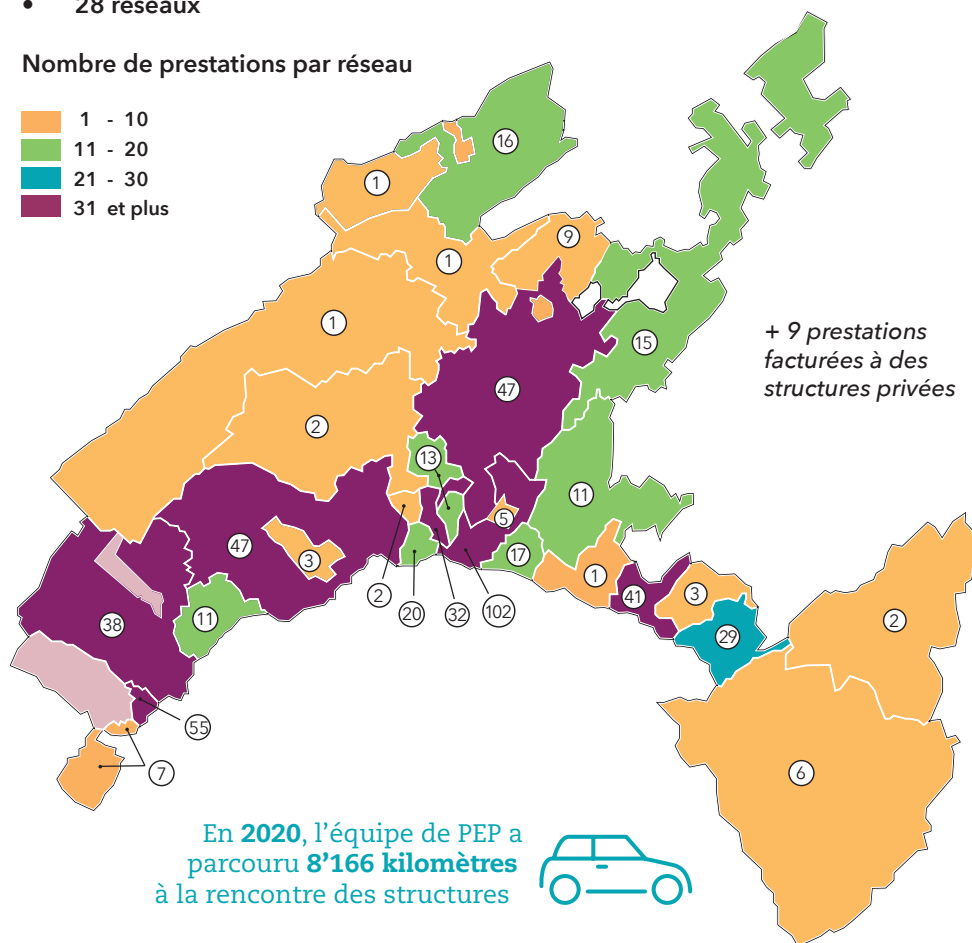 • 28 réseaux
Nombre de prestations par réseau
1 - 10
11 - 20
21 - 30
31 et plus
16
1
9
1
1
15
+ 9 prestations
facturées à des
structures privées
47
2
13
11
5
47
3
17
2
20
32
102
1
41
3
2
29
38
11
55
7
6
En 2020, l'équipe de PEP a
parcouru 8'166 kilomètres
à la rencontre des structures